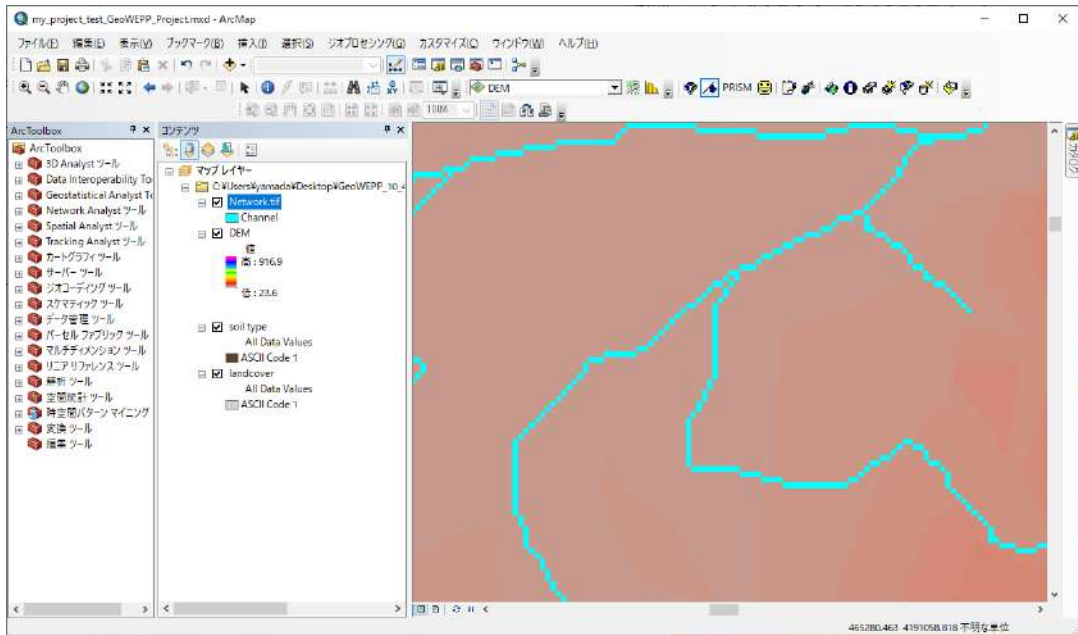 my_project_test_GeoWEPP_Project.mxd - ArcMap
ファイル(F) 編集(E) 表示(V) ブックマーク(B) 挿入(I) 選択(S) ジオプロセシング(G) カスタマイズ(C) ウィンドウ(W) ヘルプ(H)
DEM
PRISM
100%
ArcToolbox
ArcToolbox
3D Analyst ツール
Data Interoperability To
Geostatistical Analyst To
Network Analyst ツール
Spatial Analyst ツール
Tracking Analyst ツール
カートグラフィ ツール
サーバー ツール
ジオコーディング ツール
スケマティック ツール
データ管理 ツール
パーセル ファブリック ツール
マルチディメンション ツール
リニア リファレンス ツール
解析 ツール
空間統計 ツール
時空間パターン マイニング
変換 ツール
編集 ツール
コンテンツ
マップ レイヤー
C:¥Users¥yamada¥Desktop¥GeoWEPP_10_4
Network.tif
Channel
DEM
値
高 : 916.9
低 : 23.6
soil type
All Data Values
ASCII Code 1
landcover
All Data Values
ASCII Code 1
カタログ
465280.463 4191058.818 不明な単位